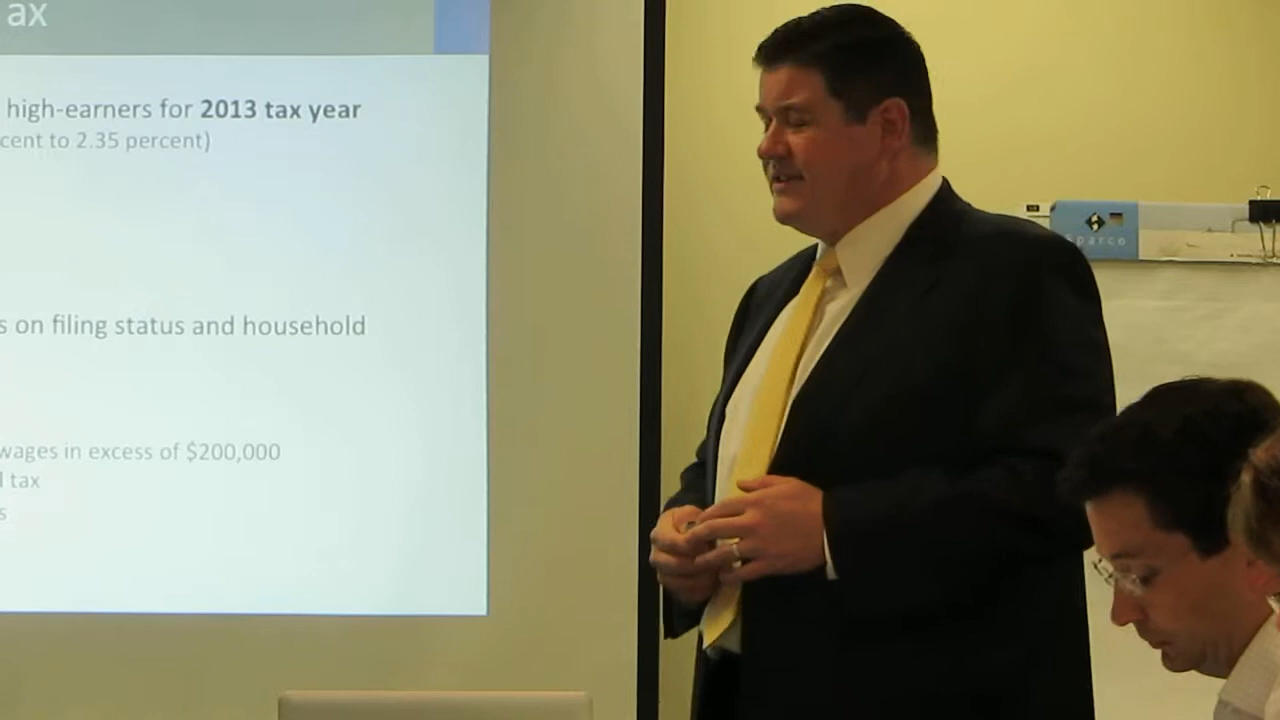 ax
high-earners for 2013 tax year
cent to 2.35 percent)
s on filing status and household
wages in excess of $200,000
l tax
s
Sparco